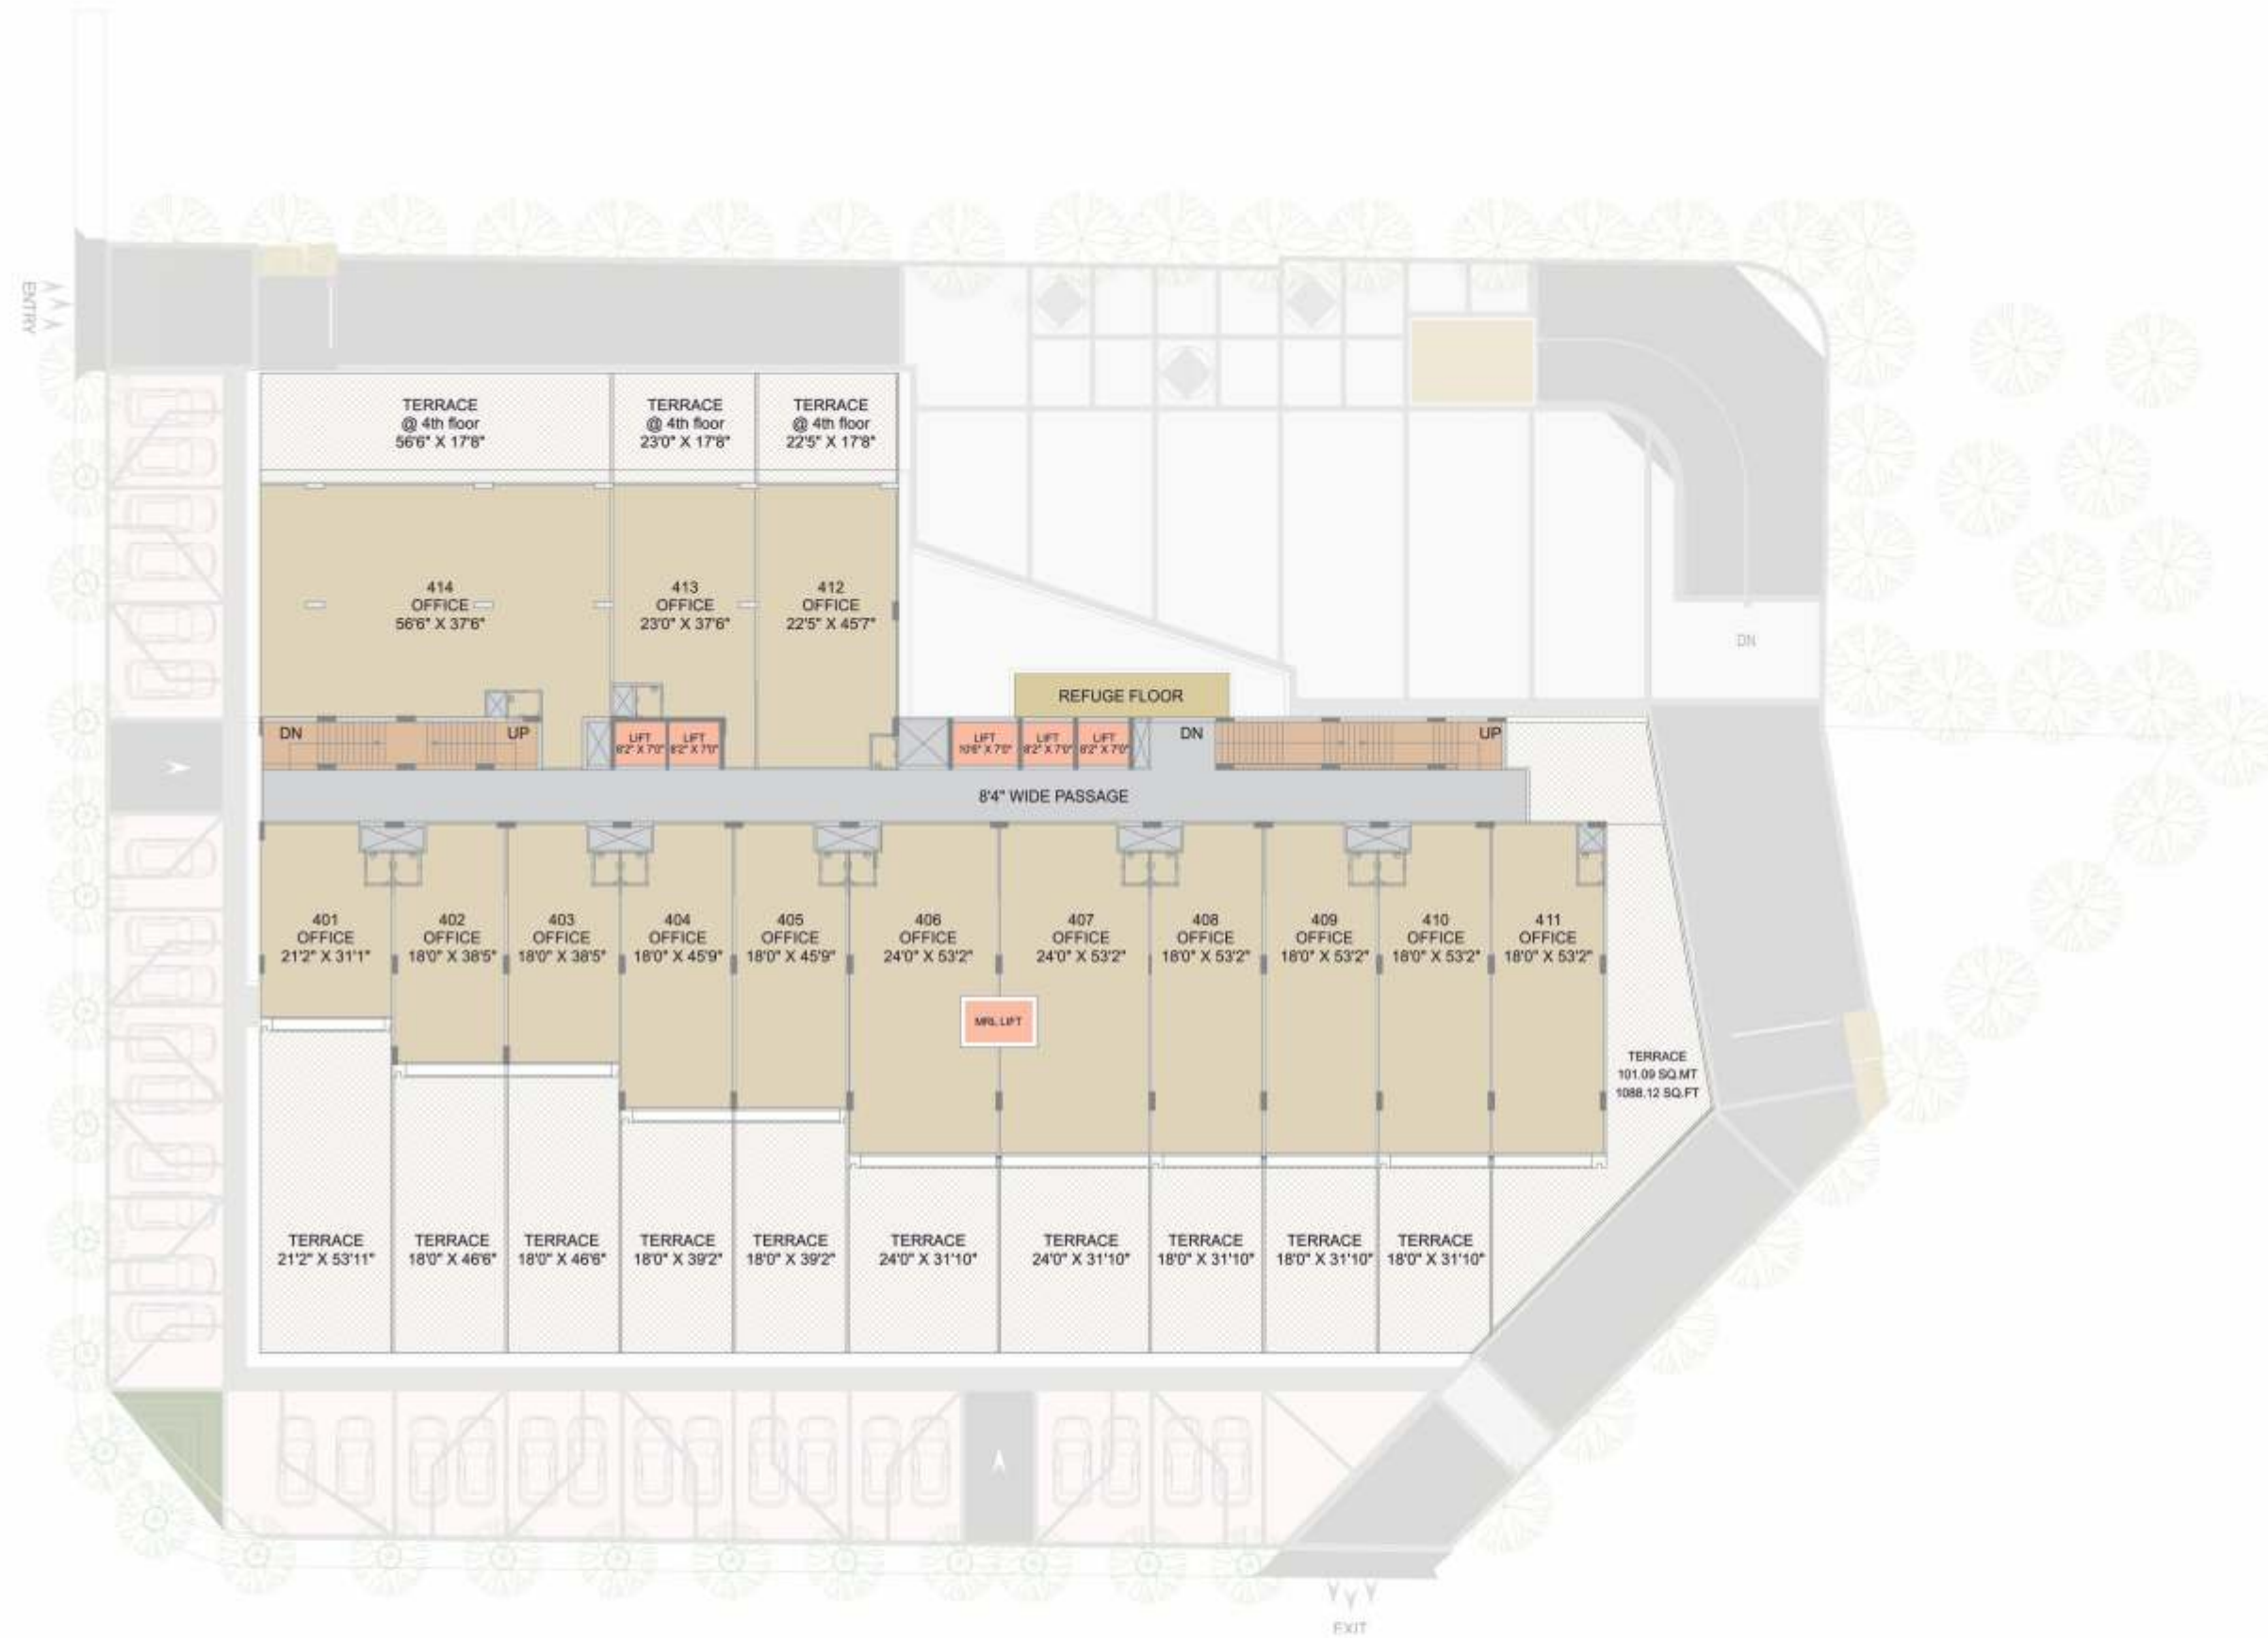 ENTRY
TERRACE
@ 4th floor
56'6" X 17'8"
TERRACE
@ 4th floor
23'0" X 17'8"
TERRACE
@ 4th floor
22'5" X 17'8"
414
OFFICE
56'6" X 37'6"
413
OFFICE
23'0" X 37'6"
412
OFFICE
22'5" X 45'7"
DN
REFUGE FLOOR
DN
UP
LIFT
8'2" X 7'0"
LIFT
8'2" X 7'0"
LIFT
10'6" X 7'0"
LIFT
8'2" X 7'0"
LIFT
8'2" X 7'0"
DN
UP
8'4" WIDE PASSAGE
401
OFFICE
21'2" X 31'1"
402
OFFICE
18'0" X 38'5"
403
OFFICE
18'0" X 38'5"
404
OFFICE
18'0" X 45'9"
405
OFFICE
18'0" X 45'9"
406
OFFICE
24'0" X 53'2"
407
OFFICE
24'0" X 53'2"
408
OFFICE
18'0" X 53'2"
409
OFFICE
18'0" X 53'2"
410
OFFICE
18'0" X 53'2"
411
OFFICE
18'0" X 53'2"
MRL LIFT
TERRACE
101.09 SQ.MT
1088.12 SQ.FT
TERRACE
21'2" X 53'11"
TERRACE
18'0" X 46'6"
TERRACE
18'0" X 46'6"
TERRACE
18'0" X 39'2"
TERRACE
18'0" X 39'2"
TERRACE
24'0" X 31'10"
TERRACE
24'0" X 31'10"
TERRACE
18'0" X 31'10"
TERRACE
18'0" X 31'10"
TERRACE
18'0" X 31'10"
EXIT